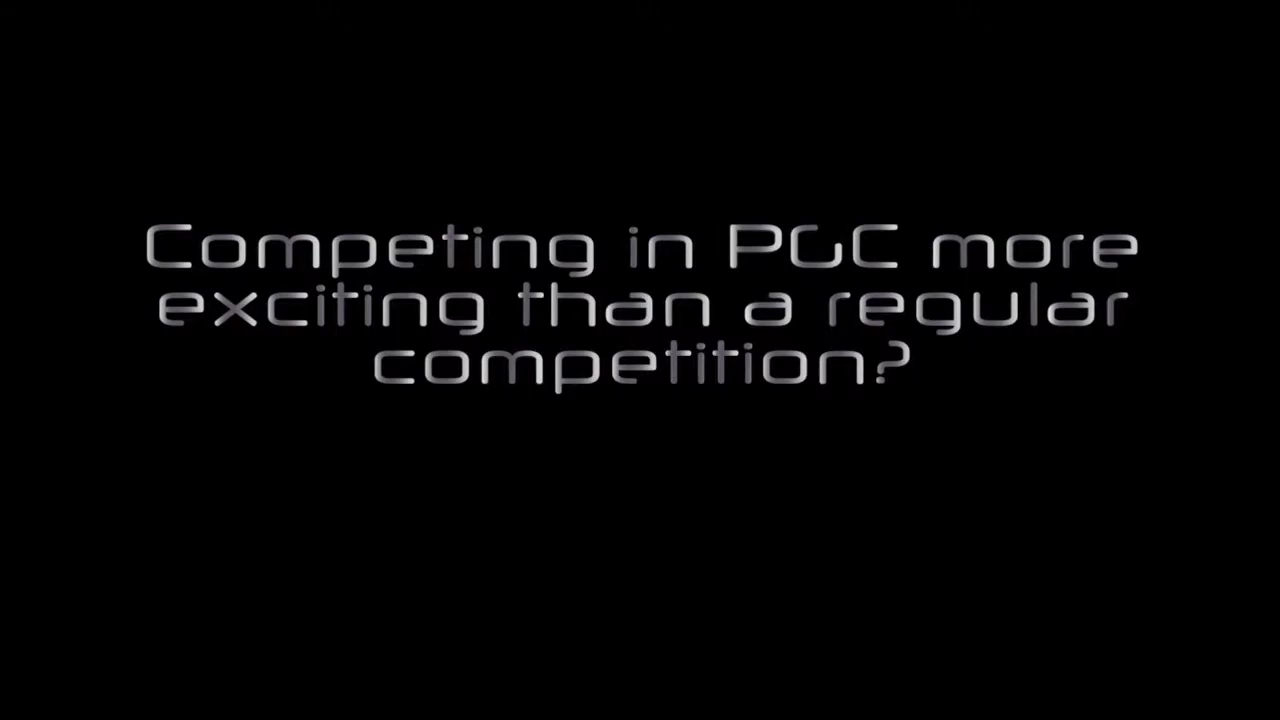 Competing in PGC more
exciting than a regular
competition?